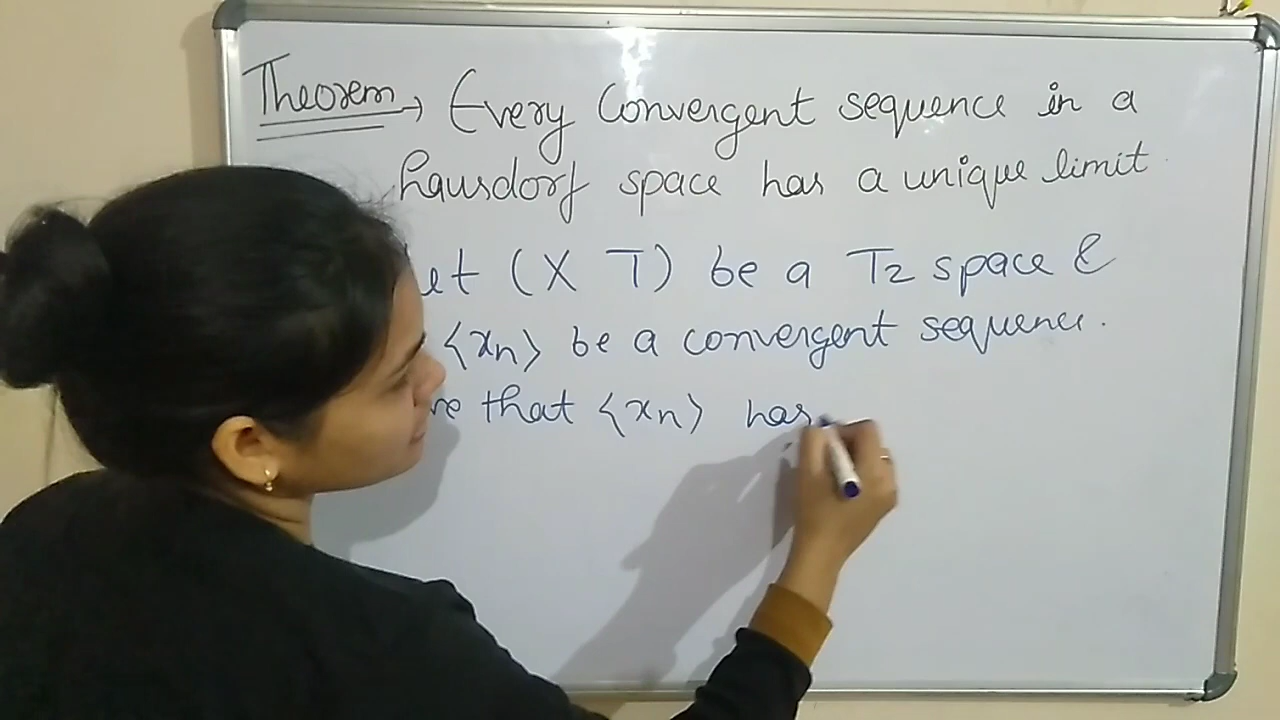 Theorem → Every Convergent sequence in a
hausdorf space has a unique limit
et (X T) be a T2 space &
<xn> be a convergent sequence.
that <xn> has